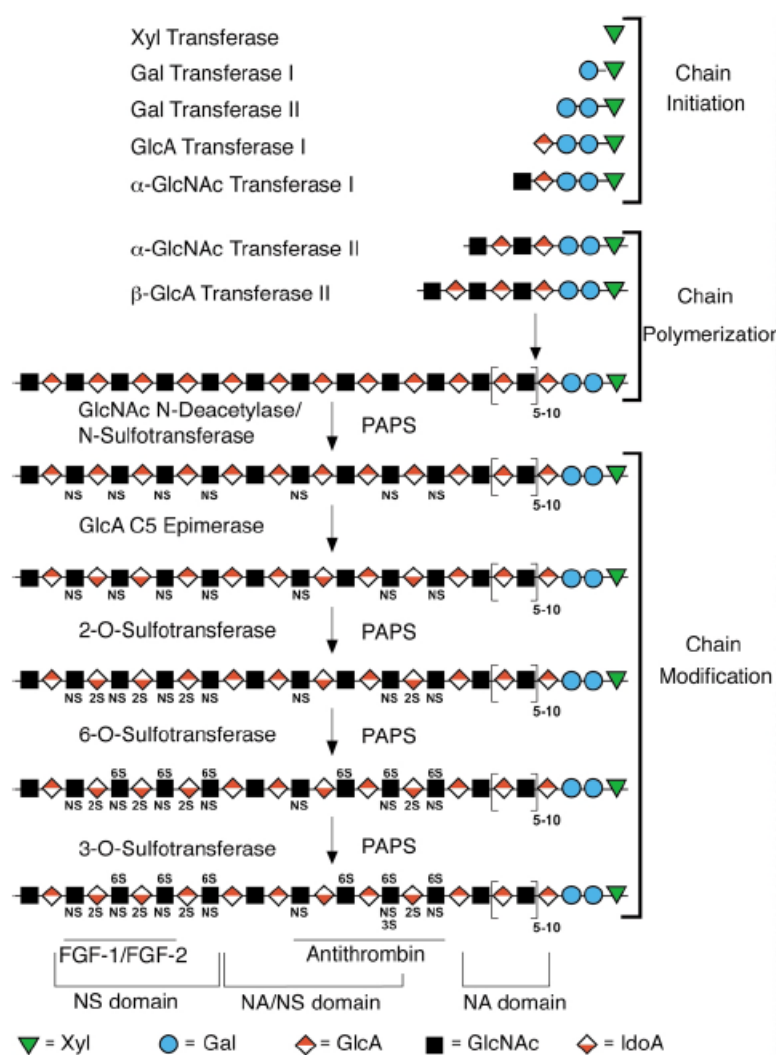 Xyl Transferase
Gal Transferase I
Gal Transferase II
GlcA Transferase I
α-GlcNAc Transferase I
Chain
Initiation
α-GlcNAc Transferase II
β-GlcA Transferase II
Chain
Polymerization
5-10
GlcNAc N-Deacetylase/
N-Sulfotransferase
PAPS
NS NS NS NS NS NS NS
5-10
GlcA C5 Epimerase
NS NS NS NS NS NS NS
5-10
2-O-Sulfotransferase
PAPS
Chain
Modification
NS 2S NS 2S NS 2S NS NS NS 2S NS
5-10
6-O-Sulfotransferase
PAPS
6S 6S 6S 6S 6S 6S
NS 2S NS 2S NS 2S NS NS NS 2S NS
5-10
3-O-Sulfotransferase
PAPS
6S 6S 6S 6S 6S 6S
NS 2S NS 2S NS 2S NS NS NS 2S NS
3S
5-10
FGF-1/FGF-2
Antithrombin
NS domain
NA/NS domain
NA domain
= Xyl = Gal = GlcA = GlcNAc = IdoA